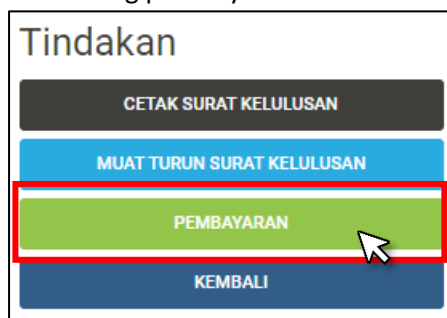 Tindakan
CETAK SURAT KELULUSAN
MUAT TURUN SURAT KELULUSAN
PEMBAYARAN
KEMBALI